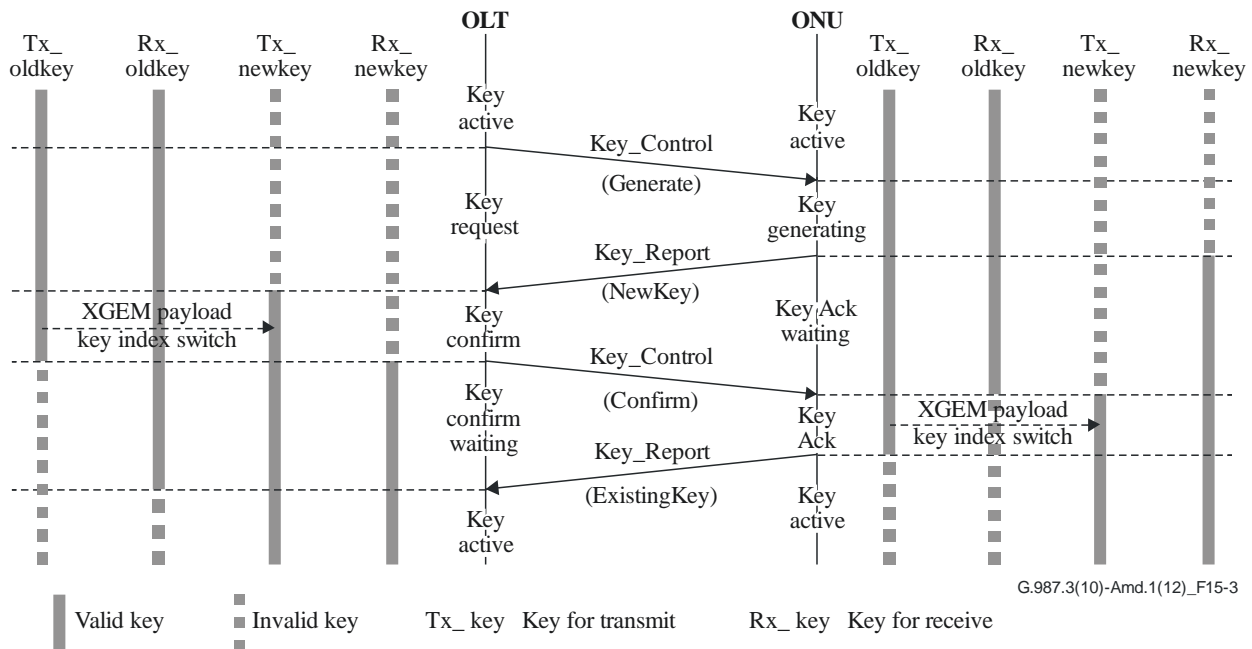 OLT
ONU
Tx_
oldkey
Rx_
oldkey
Tx_
newkey
Rx_
newkey
Tx_
oldkey
Rx_
oldkey
Tx_
newkey
Rx_
newkey
Key
active
Key_Control
(Generate)
Key
active
Key
request
Key
generating
Key_Report
(NewKey)
XGEM payload
key index switch
Key
confirm
Key Ack
waiting
Key_Control
(Confirm)
Key
confirm
waiting
Key
Ack
XGEM payload
key index switch
Key_Report
(ExistingKey)
Key
active
Key
active
G.987.3(10)-Amd.1(12)_F15-3
Valid key
Invalid key
Tx_ key Key for transmit
Rx_ key Key for receive